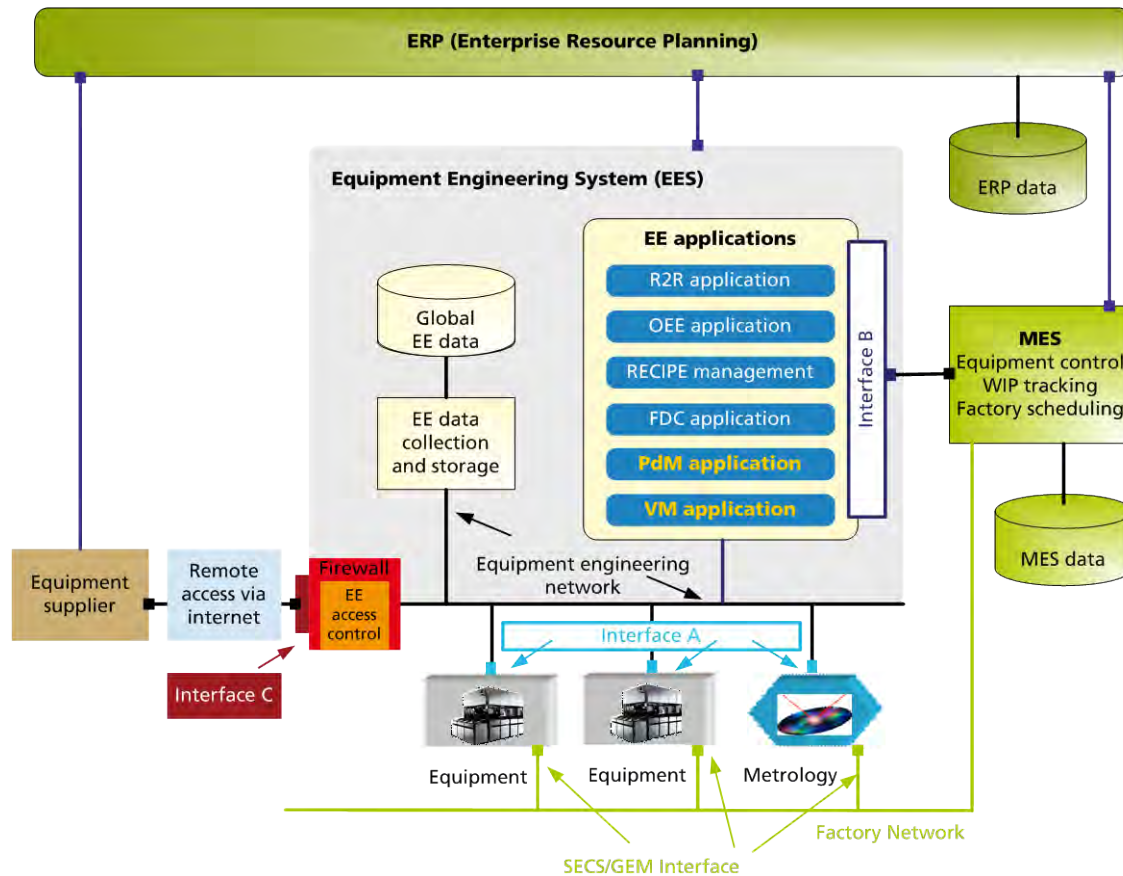 ERP (Enterprise Resource Planning)
ERP data
Equipment Engineering System (EES)
EE applications
R2R application
OEE application
RECIPE management
FDC application
PdM application
VM application
Interface B
Global
EE data
EE data
collection
and storage
MES
Equipment control
WIP tracking
Factory scheduling
MES data
Equipment engineering
network
Equipment
supplier
Remote
access via
internet
Firewall
EE
access
control
Interface C
Interface A
Equipment
Equipment
Metrology
Factory Network
SECS/GEM Interface